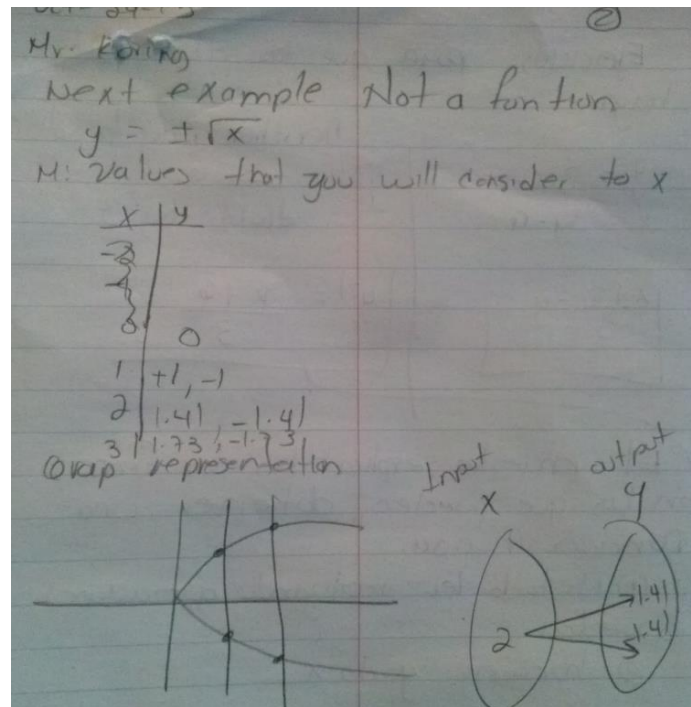 Mr. Koring
Next example Not a funtion
y = ±√x
M: Values that you will consider to x
x | y
0 0
1 | +1, -1
2 | 1.41, -1.41
3 | 1.73, -1.73
Grap representation
Input output
x y
2 1.41
-1.41
2